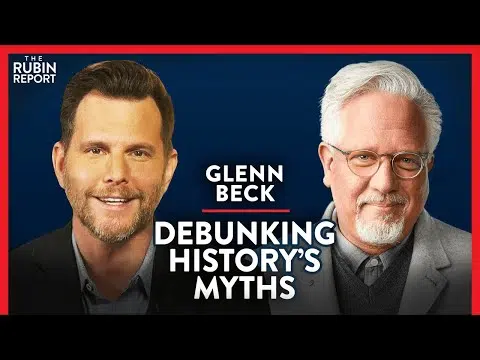 THE
RUBIN
REPORT
GLENN
BECK
DEBUNKING
HISTORY'S
MYTHS